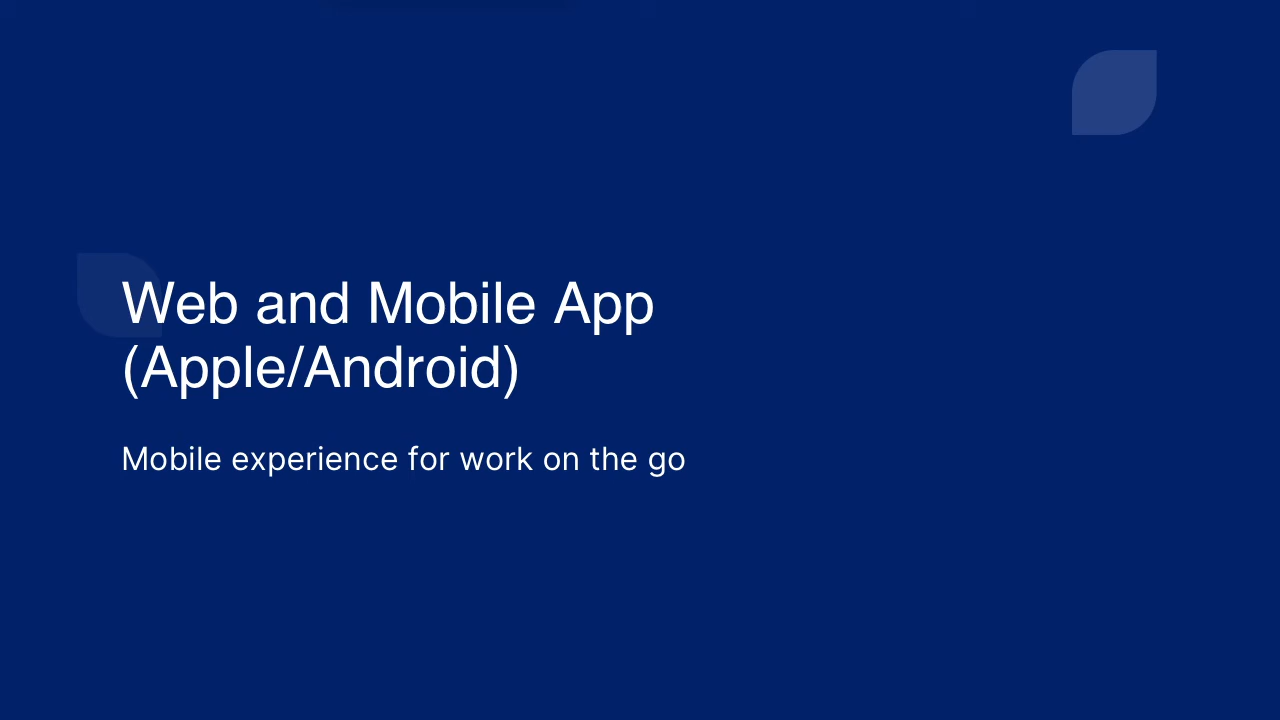 Web and Mobile App
(Apple/Android)
Mobile experience for work on the go